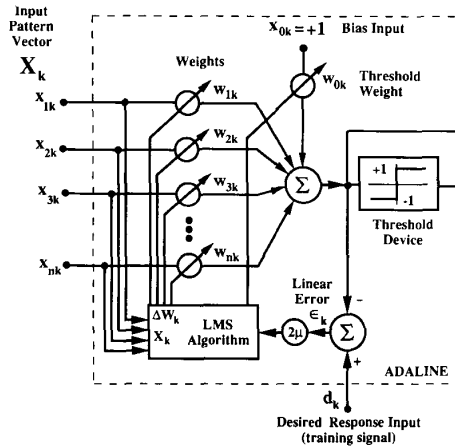 Input
Pattern
Vector
X_k
x_1k
x_2k
x_3k
x_nk
Weights
w_1k
w_2k
w_3k
w_nk
x_0k = +1
Bias Input
w_0k
Threshold
Weight
Σ
+1
-1
Threshold
Device
ΔW_k
X_k
LMS
Algorithm
2μ
Linear
Error
∈_k
-
Σ
+
ADALINE
d_k
Desired Response Input
(training signal)